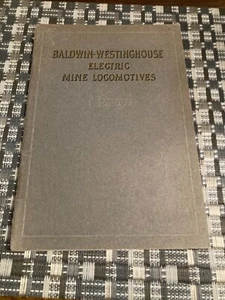 BALDWIN-WESTINGHOUSE
ELECTRIC
MINE LOCOMOTIVES